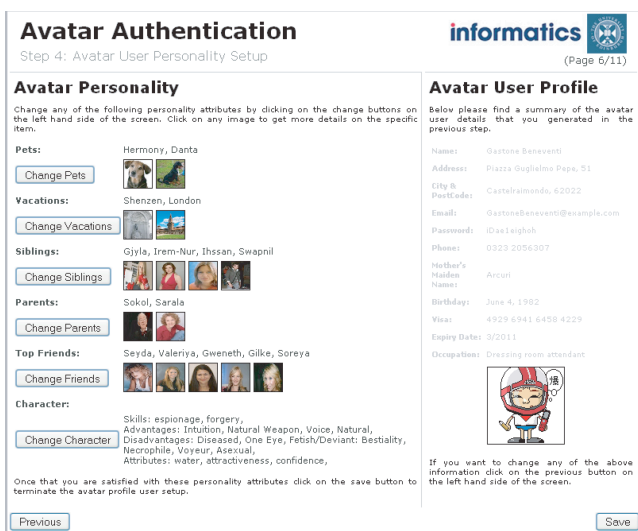 Avatar Authentication
Step 4: Avatar User Personality Setup
informatics
(Page 6/11)
Avatar Personality
Change any of the following personality attributes by clicking on the change buttons on
the left hand side of the screen. Click on any image to get more details on the specific
item.
Pets:
Hermony, Danta
Change Pets
Vacations:
Shenzen, London
Change Vacations
Siblings:
Gjyla, Irem-Nur, Ihssan, Swapnil
Change Siblings
Parents:
Sokol, Sarala
Change Parents
Top Friends:
Seyda, Valeriya, Gweneth, Gilke, Soreya
Change Friends
Character:
Skills: espionage, forgery,
Advantages: Intuition, Natural Weapon, Voice, Natural,
Disadvantages: Diseased, One Eye, Fetish/Deviant: Bestiality,
Necrophile, Voyeur, Asexual,
Attributes: water, attractiveness, confidence,
Change Character
Once that you are satisfied with these personality attributes click on the save button to
terminate the avatar profile user setup.
Previous
Avatar User Profile
Below please find a summary of the avatar
user details that you generated in the
previous step.
Name: Gastone Beneventi
Address: Piazza Guglielmo Pepe, 51
City &
PostCode: Castelraimondo, 62022
Email: GastoneBeneventi@example.com
Password: iDae1aighoh
Phone: 0323 2056307
Mother's
Maiden
Name: Arcuri
Birthday: June 4, 1982
Visa: 4929 6941 6458 4229
Expiry Date: 3/2011
Occupation: Dressing room attendant
爆
If you want to change any of the above
information click on the previous button on
the left hand side of the screen.
Save